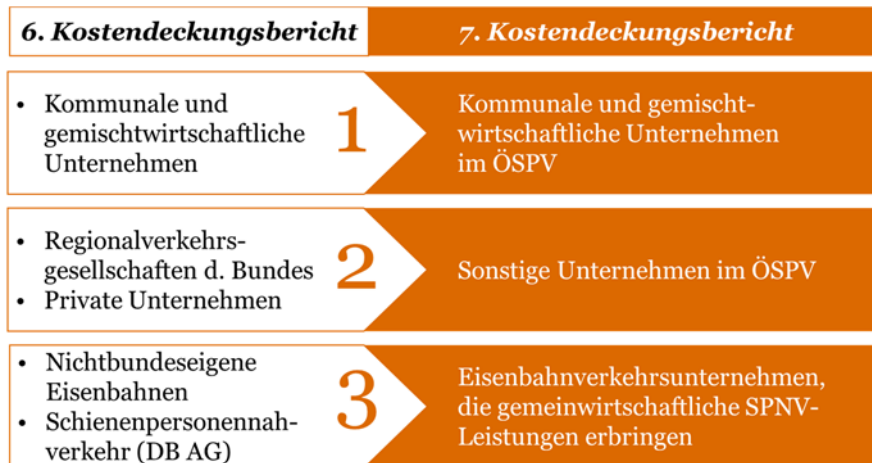 6. Kostendeckungsbericht
7. Kostendeckungsbericht
• Kommunale und
gemischtwirtschaftliche
Unternehmen
1
Kommunale und gemischt-
wirtschaftliche Unternehmen
im ÖSPV
• Regionalverkehrs-
gesellschaften d. Bundes
• Private Unternehmen
2
Sonstige Unternehmen im ÖSPV
• Nichtbundeseigene
Eisenbahnen
• Schienenpersonennah-
verkehr (DB AG)
3
Eisenbahnverkehrsunternehmen,
die gemeinwirtschaftliche SPNV-
Leistungen erbringen